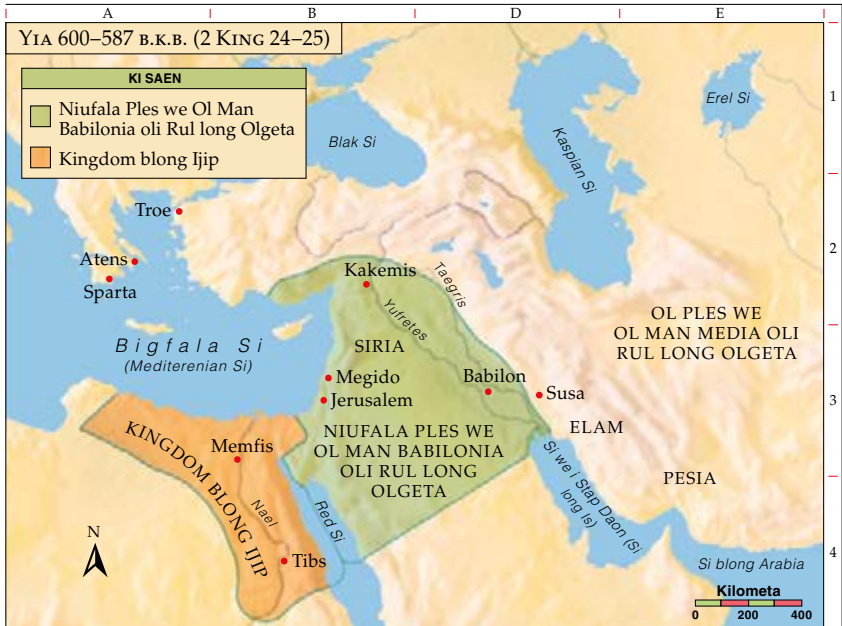 A B D E
YIA 600–587 B.K.B. (2 KING 24–25)
KI SAEN
Niufala Ples we Ol Man
Babilonia oli Rul long Olgeta
Kingdom blong Ijip
1
2
3
4
Blak Si
Kaspian Si
Erel Si
Troe
Atens
Sparta
Kakemis
Taegris
Yufretes
SIRIA
OL PLES WE
OL MAN MEDIA OLI
RUL LONG OLGETA
Bigfala Si
(Mediterenian Si)
Megido
Jerusalem
Babilon
Susa
ELAM
PESIA
NIUFALA PLES WE
OL MAN BABILONIA
OLI RUL LONG
OLGETA
KINGDOM BLONG IJIP
Memfis
Nael
Tibs
Red Si
Si we i Stap Daon (Si
long Is)
Si blong Arabia
N
Kilometa
0 200 400